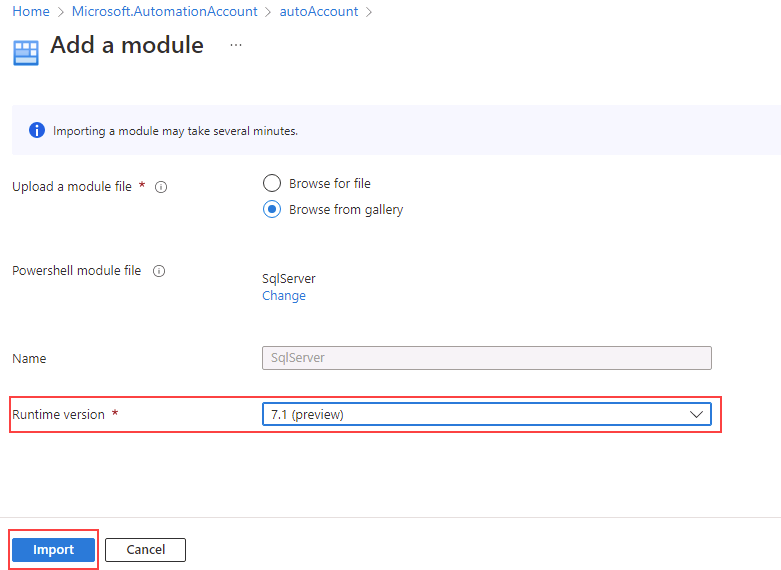 Home > Microsoft.AutomationAccount > autoAccount >
Add a module ...
Importing a module may take several minutes.
Upload a module file *
Browse for file
Browse from gallery
Powershell module file
SqlServer
Change
Name
SqlServer
Runtime version *
7.1 (preview)
Import
Cancel